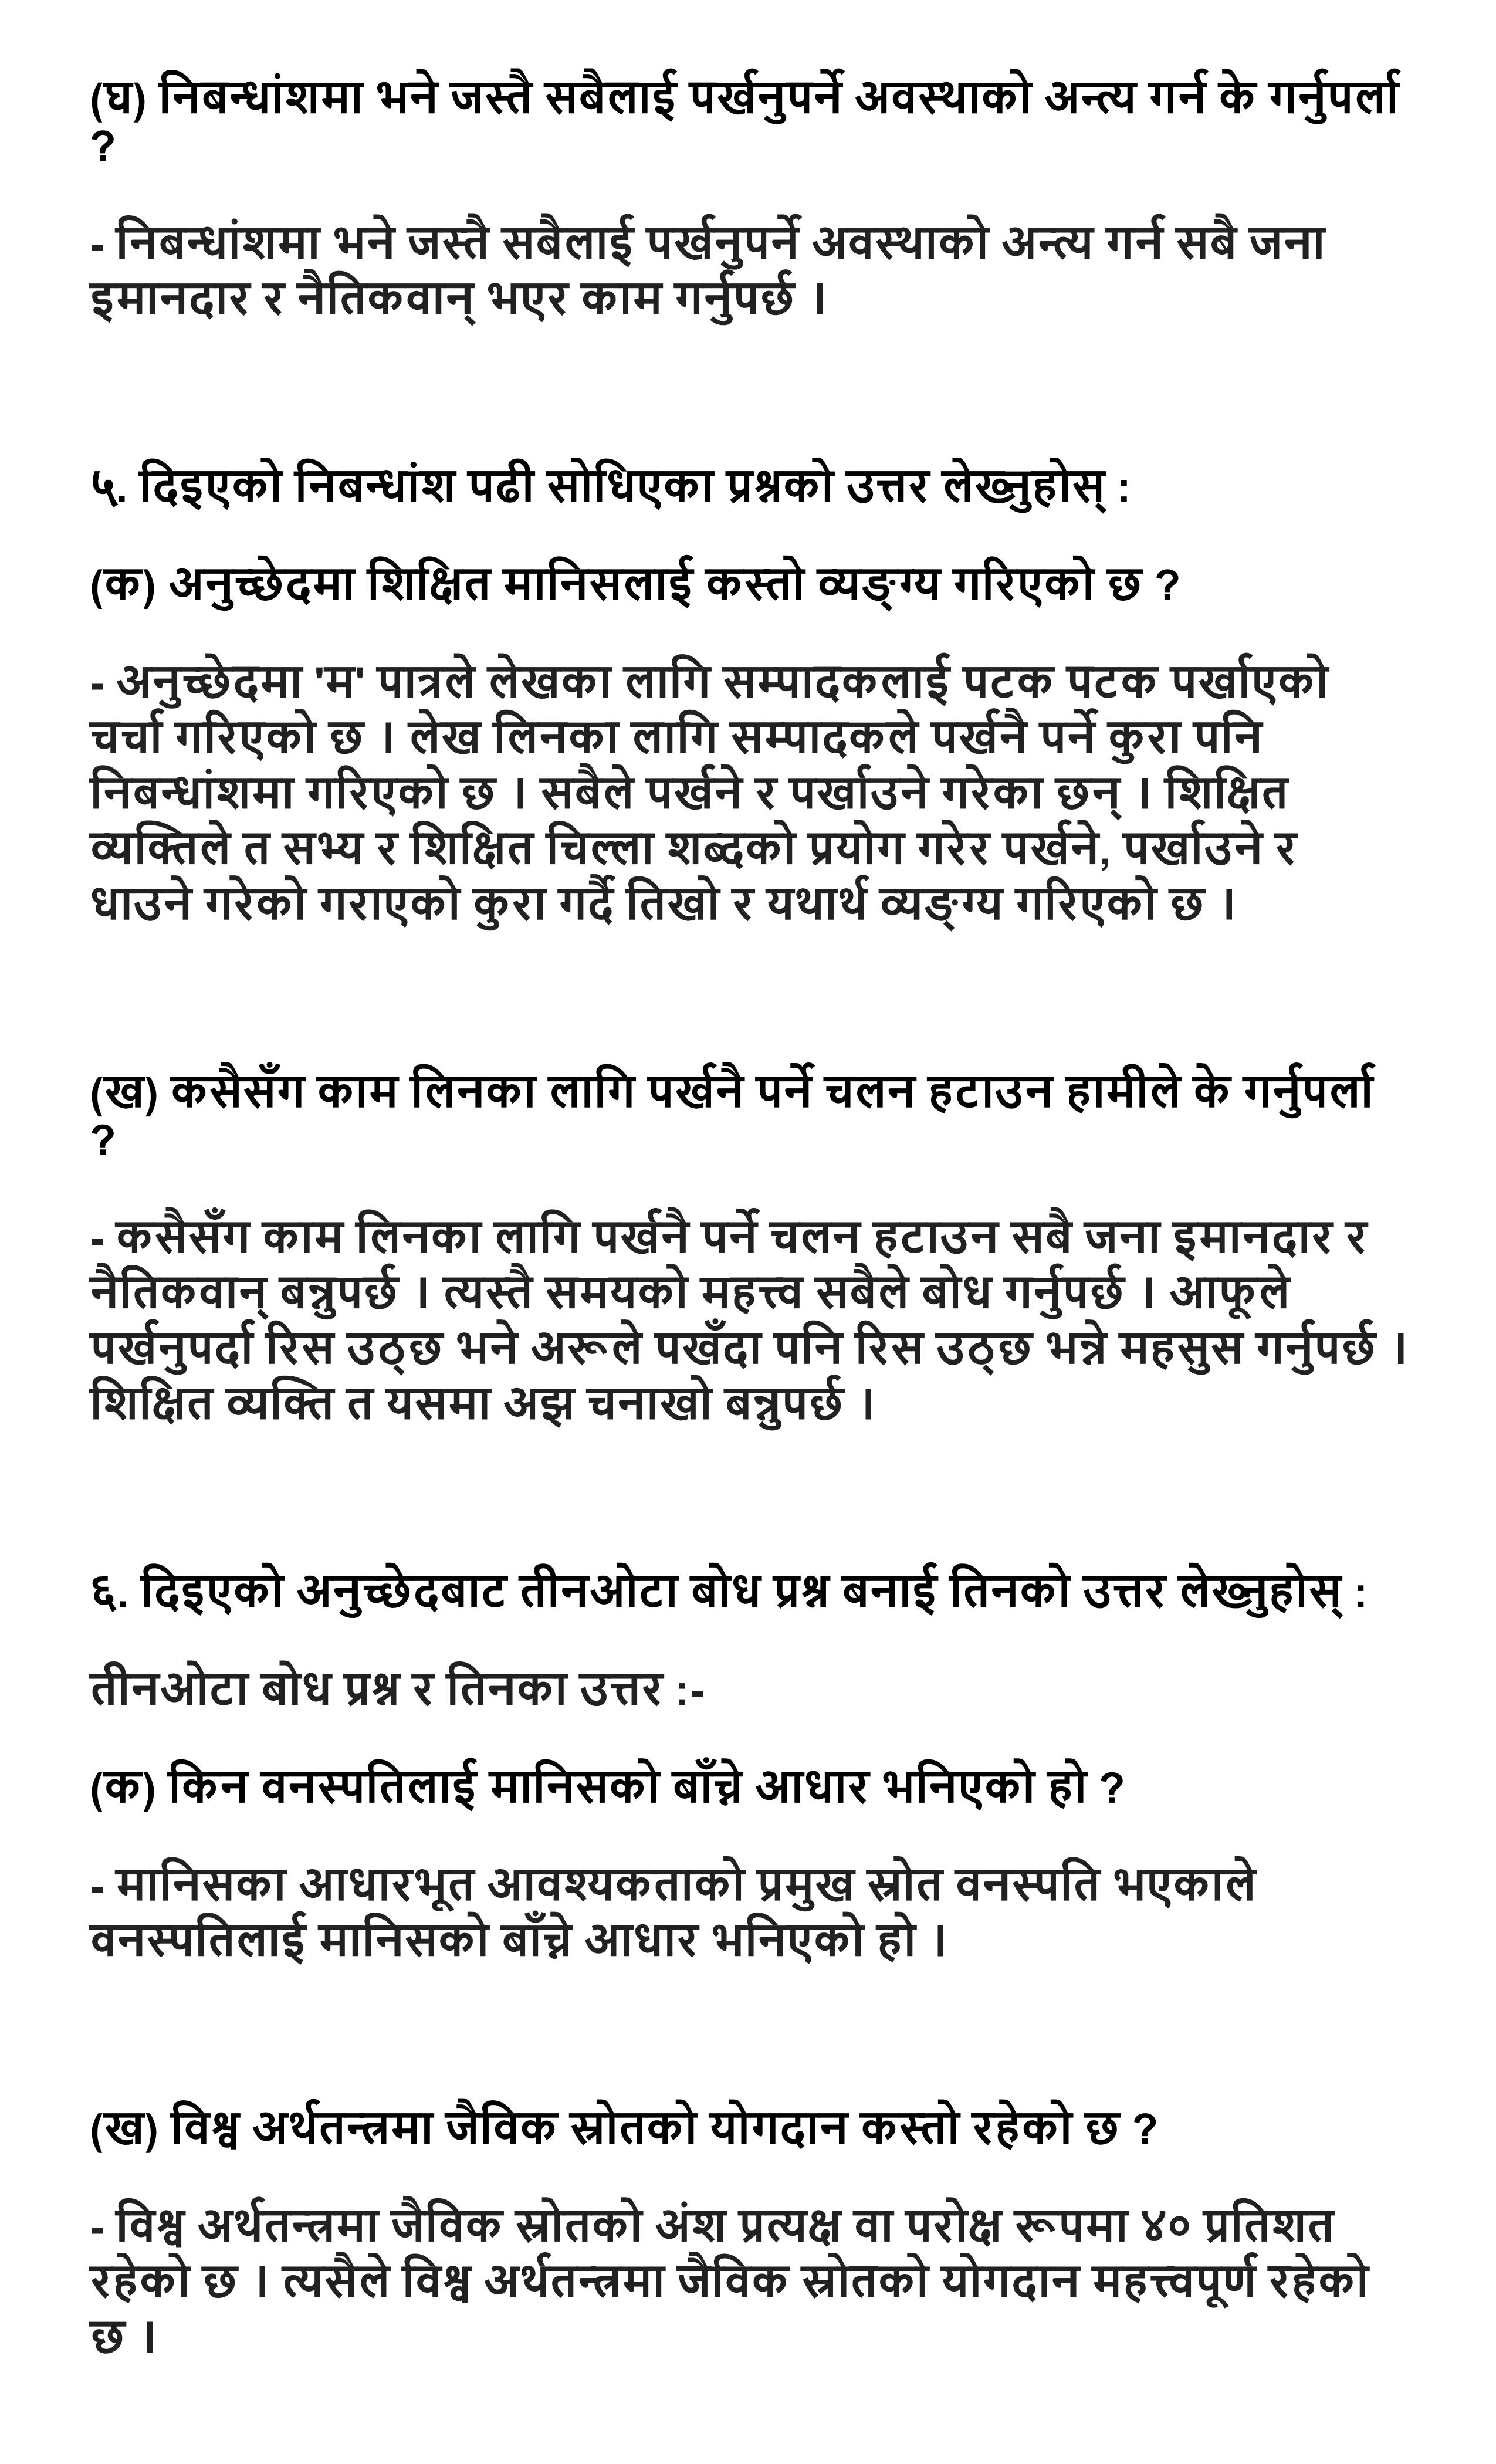 (घ) निबन्धांशमा भने जस्तै सबैलाई पर्खनुपर्ने अवस्थाको अन्त्य गर्न के गर्नुपर्ला
?
- निबन्धांशमा भने जस्तै सबैलाई पर्खनुपर्ने अवस्थाको अन्त्य गर्न सबै जना
इमानदार र नैतिकवान् भएर काम गर्नुपर्छ ।
५. दिइएको निबन्धांश पढी सोधिएका प्रश्नको उत्तर लेख्नुहोस् :
(क) अनुच्छेदमा शिक्षित मानिसलाई कस्तो व्यङ्ग्य गरिएको छ ?
- अनुच्छेदमा 'म' पात्रले लेखका लागि सम्पादकलाई पटक पटक पर्खाएको
चर्चा गरिएको छ । लेख लिनका लागि सम्पादकले पर्खनै पर्ने कुरा पनि
निबन्धांशमा गरिएको छ । सबैले पर्खने र पर्खाउने गरेका छन् । शिक्षित
व्यक्तिले त सभ्य र शिक्षित चिल्ला शब्दको प्रयोग गरेर पर्खने, पर्खाउने र
धाउने गरेको गराएको कुरा गर्दै तिखो र यथार्थ व्यङ्ग्य गरिएको छ ।
(ख) कसैसँग काम लिनका लागि पर्खनै पर्ने चलन हटाउन हामीले के गर्नुपर्ला
?
- कसैसँग काम लिनका लागि पर्खनै पर्ने चलन हटाउन सबै जना इमानदार र
नैतिकवान् बन्नुपर्छ । त्यस्तै समयको महत्त्व सबैले बोध गर्नुपर्छ । आफूले
पर्खनुपर्दा रिस उठ्छ भने अरूले पर्खँदा पनि रिस उठ्छ भन्ने महसुस गर्नुपर्छ ।
शिक्षित व्यक्ति त यसमा अझ चनाखो बन्नुपर्छ ।
६. दिइएको अनुच्छेदबाट तीनओटा बोध प्रश्न बनाई तिनको उत्तर लेख्नुहोस् :
तीनओटा बोध प्रश्न र तिनका उत्तर :-
(क) किन वनस्पतिलाई मानिसको बाँच्ने आधार भनिएको हो ?
- मानिसका आधारभूत आवश्यकताको प्रमुख स्रोत वनस्पति भएकाले
वनस्पतिलाई मानिसको बाँच्ने आधार भनिएको हो ।
(ख) विश्व अर्थतन्त्रमा जैविक स्रोतको योगदान कस्तो रहेको छ ?
- विश्व अर्थतन्त्रमा जैविक स्रोतको अंश प्रत्यक्ष वा परोक्ष रूपमा ४० प्रतिशत
रहेको छ । त्यसैले विश्व अर्थतन्त्रमा जैविक स्रोतको योगदान महत्त्वपूर्ण रहेको
छ ।